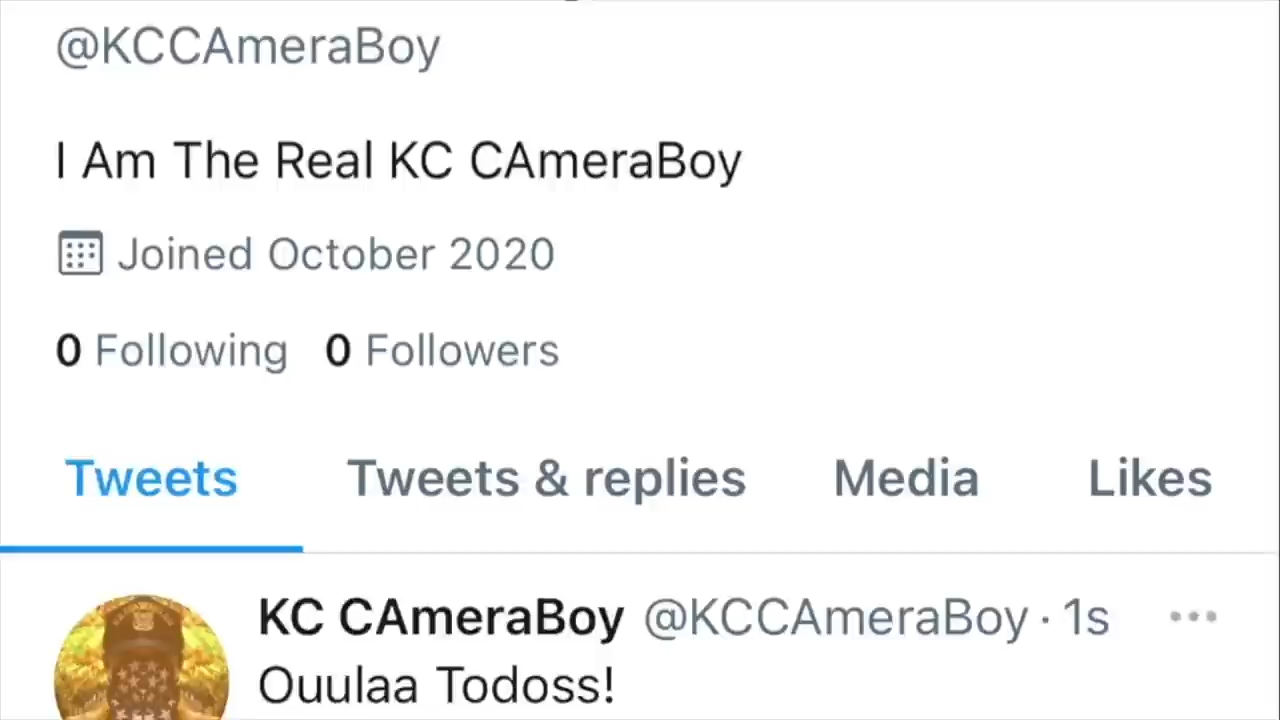 @KCCAmeraBoy
I Am The Real KC CAmeraBoy
Joined October 2020
0 Following 0 Followers
Tweets Tweets & replies Media Likes
KC CAmeraBoy @KCCAmeraBoy · 1s
Ouulaa Todoss!